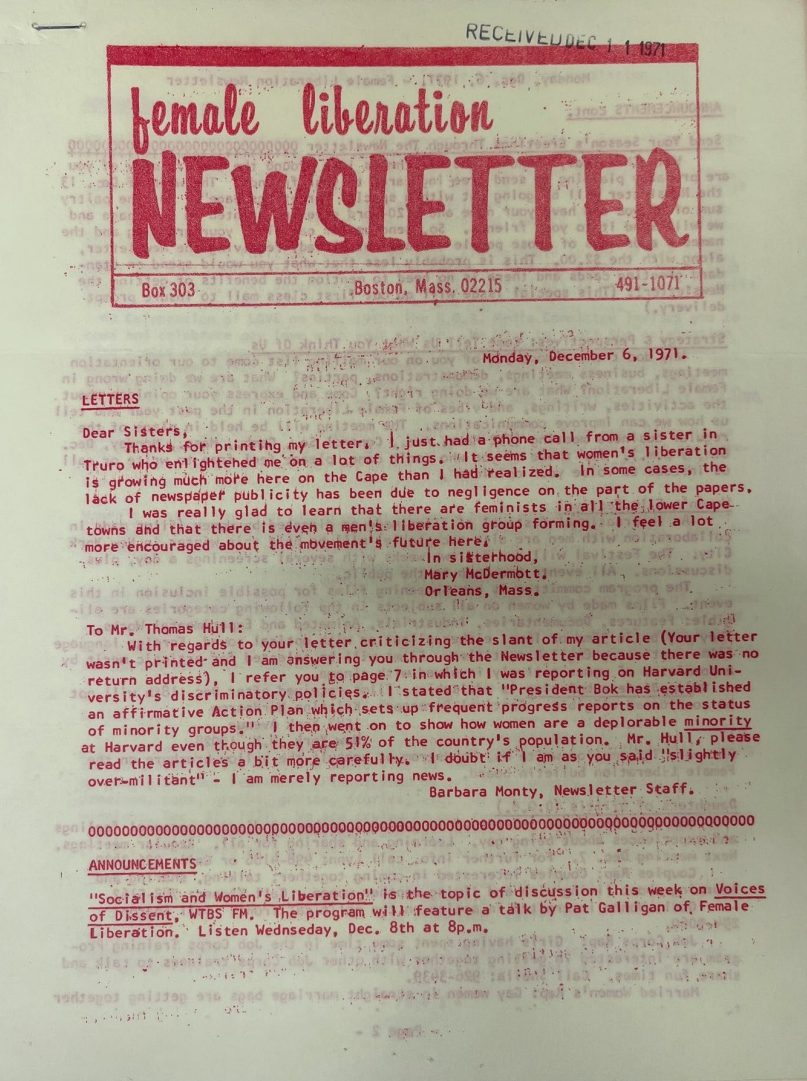 RECEIVED DEC 11 1971
female liberation
NEWSLETTER
Box 303 Boston, Mass. 02215 491-1071
Monday, December 6, 1971.
LETTERS
Dear Sisters,
Thanks for printing my letter. I just had a phone call from a sister in
Truro who enlightened me on a lot of things. It seems that women's liberation
is growing much more here on the Cape than I had realized. In some cases, the
lack of newspaper publicity has been due to negligence on the part of the papers.
I was really glad to learn that there are feminists in all the lower Cape
towns and that there is even a men's liberation group forming. I feel a lot
more encouraged about the movement's future here.
In sisterhood,
Mary McDermott.
Orleans, Mass.
To Mr. Thomas Hull:
With regards to your letter criticizing the slant of my article (Your letter
wasn't printed and I am answering you through the Newsletter because there was no
return address), I refer you to page 7 in which I was reporting on Harvard Uni-
versity's discriminatory policies. I stated that "President Bok has established
an affirmative Action Plan which sets up frequent progress reports on the status
of minority groups." I then went on to show how women are a deplorable minority
at Harvard even though they are 51% of the country's population. Mr. Hull, please
read the articles a bit more carefully. I doubt if I am as you said "slightly
over-militant" - I am merely reporting news.
Barbara Monty, Newsletter Staff.
OOOOOOOOOOOOOOOOOOOOOOOOOOOOOOOOOOOOOOOOOOOOOOOOOOOOOOOOOOOOOOOOOOOOOOOOOOOOOOOO
ANNOUNCEMENTS
"Socialism and Women's Liberation" is the topic of discussion this week on Voices
of Dissent, WTBS FM. The program will feature a talk by Pat Galligan of Female
Liberation. Listen Wednseday, Dec. 8th at 8p.m.